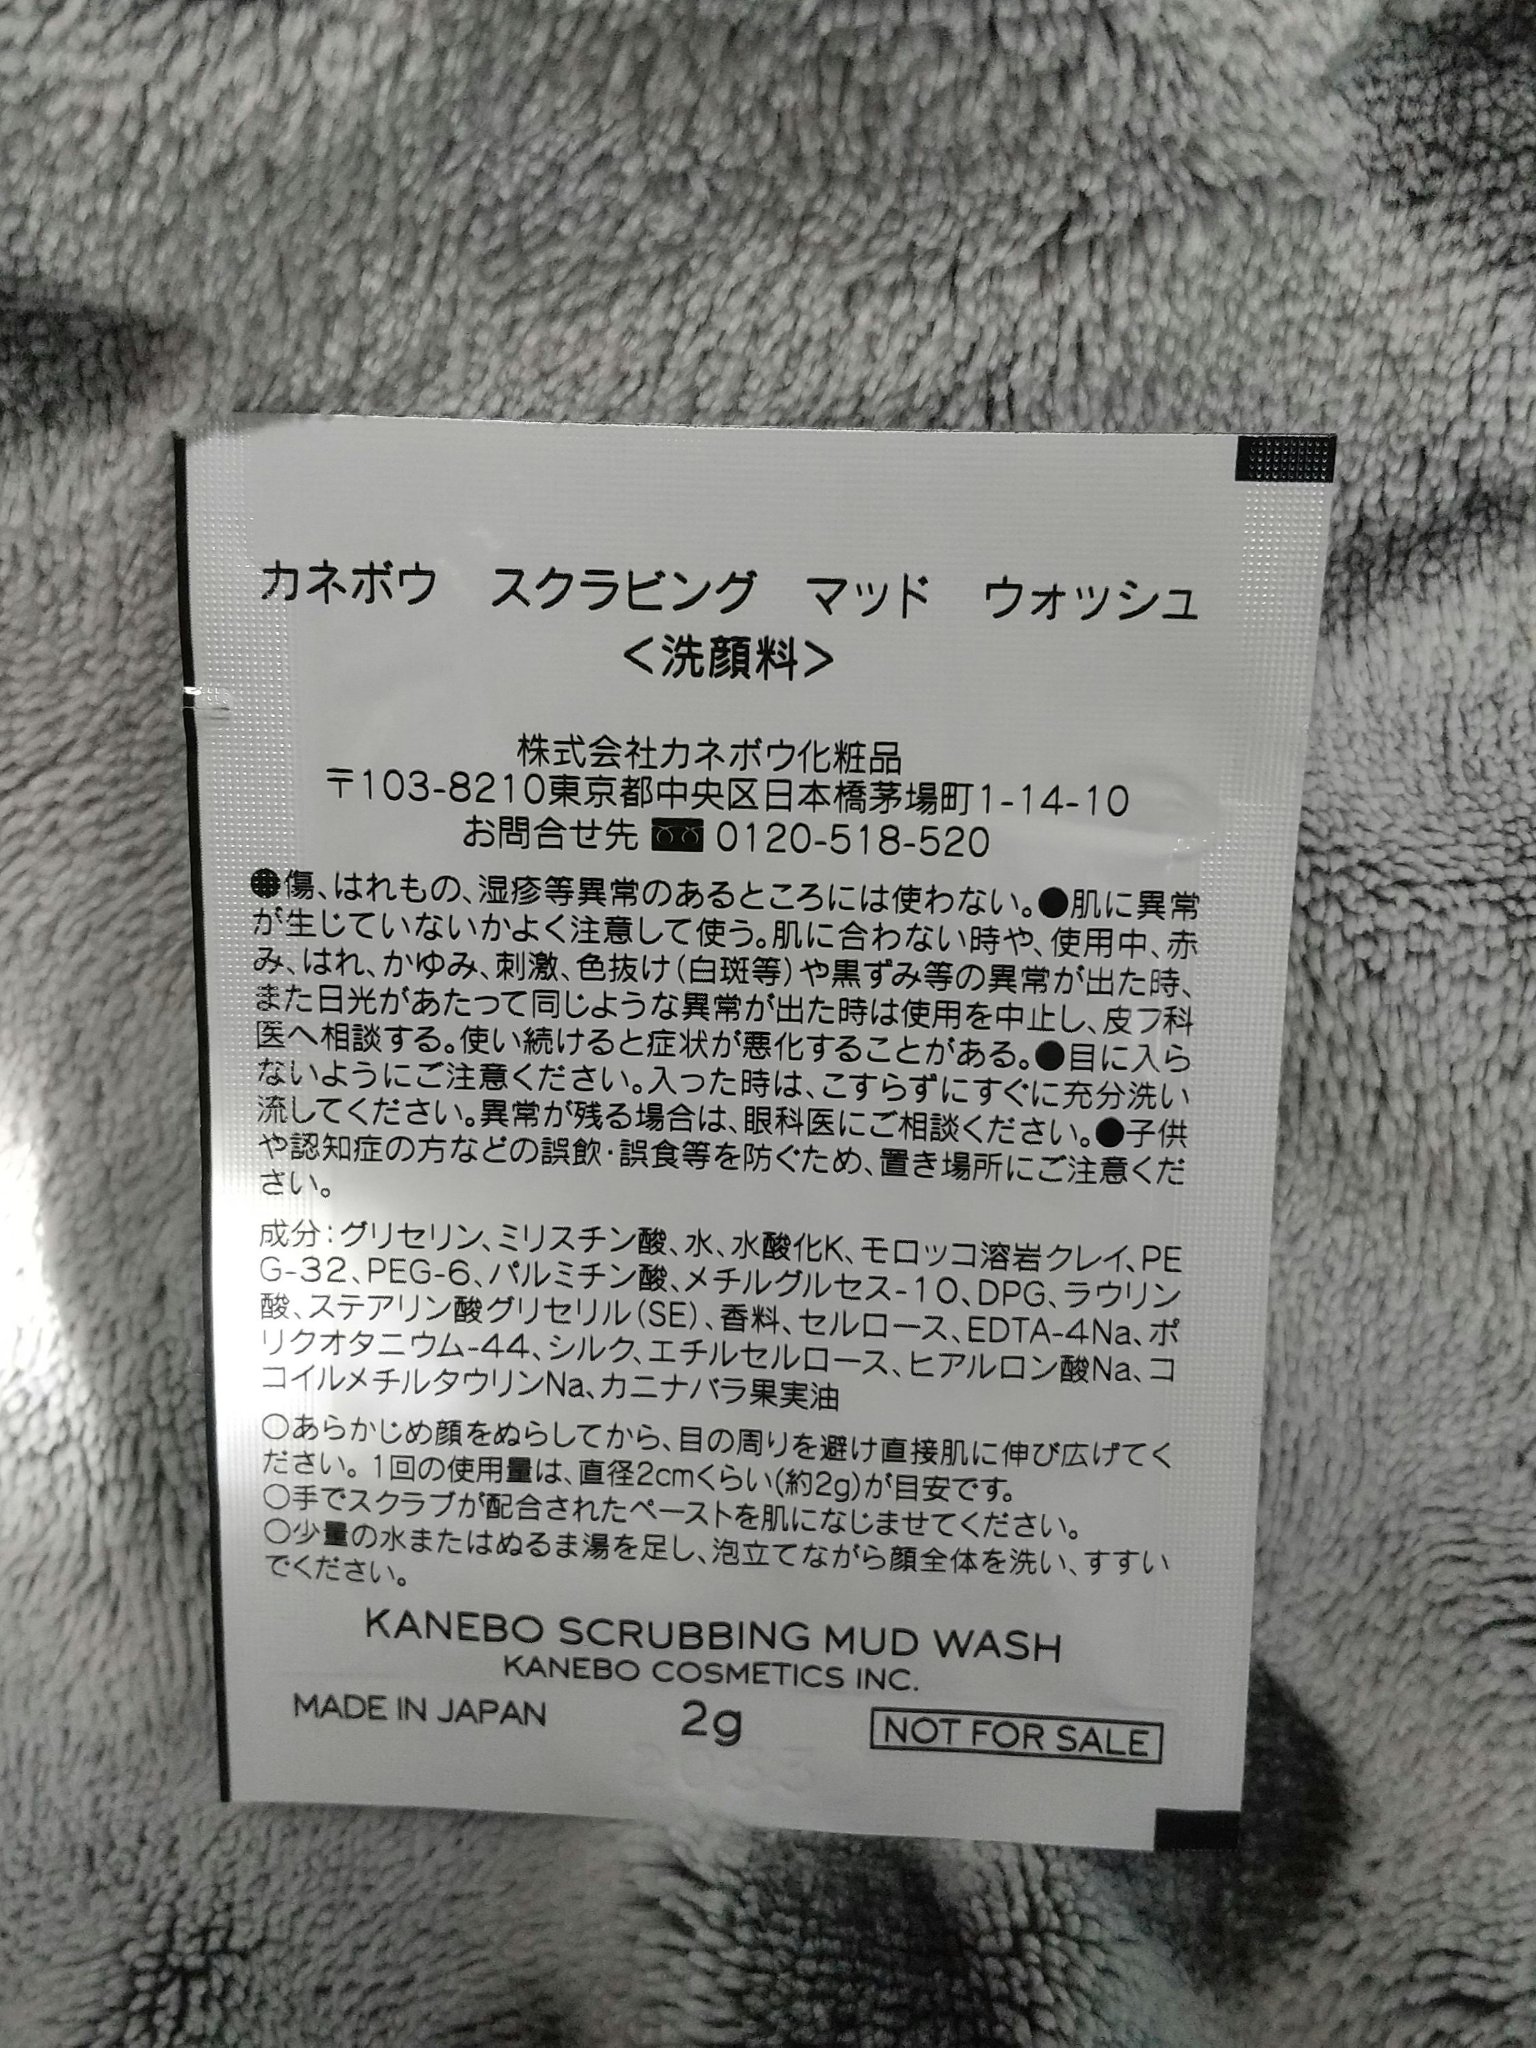 カネボウ スクラビング マッド ウォッシュ
<洗顔料>
株式会社カネボウ化粧品
〒103-8210東京都中央区日本橋茅場町1-14-10
お問合せ先 0120-518-520
●傷、はれもの、湿疹等異常のあるところには使わない。●肌に異常
が生じていないかよく注意して使う。肌に合わない時や、使用中、赤
み、はれ、かゆみ、刺激、色抜け(白斑等)や黒ずみ等の異常が出た時、
また日光があたって同じような異常が出た時は使用を中止し、皮フ科
医へ相談する。使い続けると症状が悪化することがある。●目に入ら
ないようにご注意ください。入った時は、こすらずにすぐに充分洗い
流してください。異常が残る場合は、眼科医にご相談ください。●子供
や認知症の方などの誤飲・誤食等を防ぐため、置き場所にご注意くだ
さい。
成分：グリセリン、ミリスチン酸、水、水酸化K、モロッコ溶岩クレイ、PE
G-32、PEG-6、パルミチン酸、メチルグルセス-10、DPG、ラウリン
酸、ステアリン酸グリセリル(SE)、香料、セルロース、EDTA-4Na、ポ
リクオタニウム-44、シルク、エチルセルロース、ヒアルロン酸Na、コ
コイルメチルタウリンNa、カニナバラ果実油
○あらかじめ顔をぬらしてから、目の周りを避け直接肌に伸び広げてく
ださい。1回の使用量は、直径2cmくらい(約2g)が目安です。
○手でスクラブが配合されたペーストを肌になじませてください。
○少量の水またはぬるま湯を足し、泡立てながら顔全体を洗い、すすい
でください。
KANEBO SCRUBBING MUD WASH
KANEBO COSMETICS INC.
MADE IN JAPAN 2g NOT FOR SALE